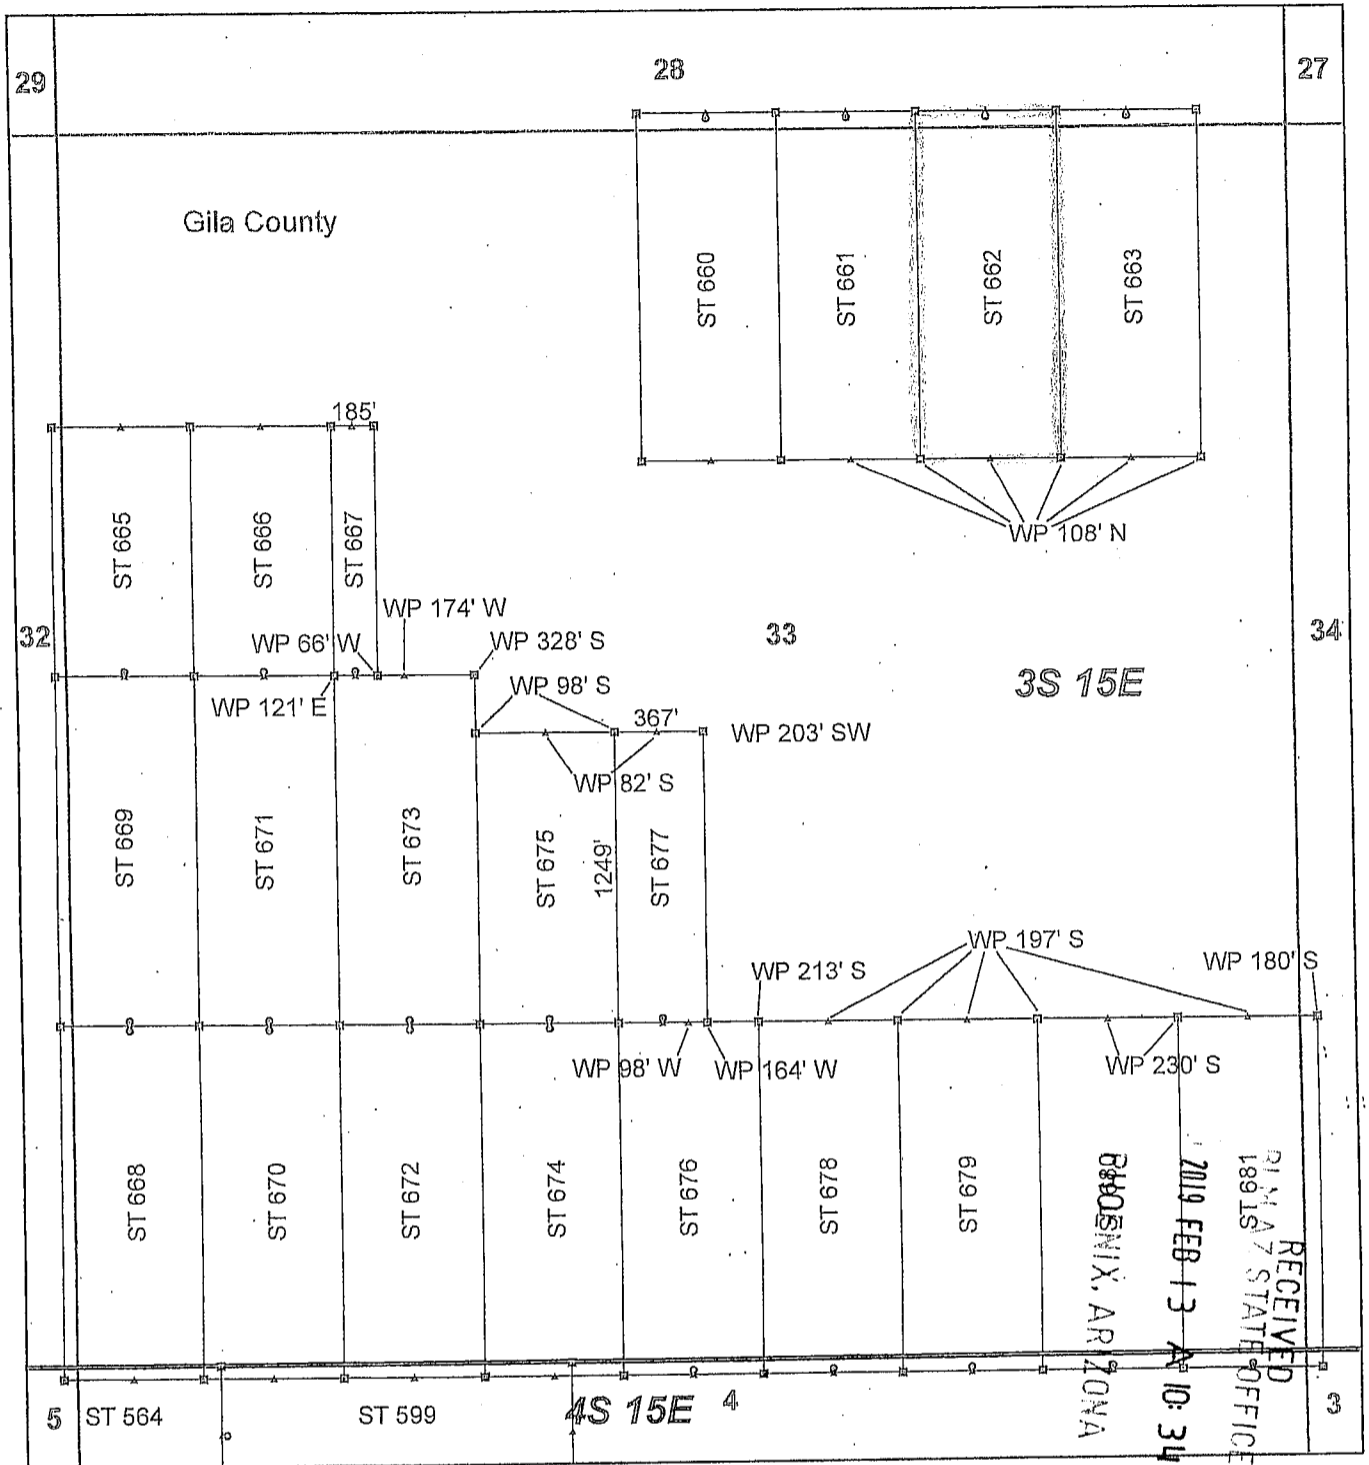 29
28
27
Gila County
ST 660
ST 661
ST 662
ST 663
185'
ST 665
ST 666
ST 667
WP 108' N
WP 174' W
32
WP 66' W
WP 328' S
33
34
WP 121' E
WP 98' S
3S 15E
367'
WP 203' SW
WP 82' S
ST 669
ST 671
ST 673
ST 675
1249'
ST 677
WP 197' S
WP 213' S
WP 180' S
WP 98' W
WP 164' W
WP 230' S
ST 668
ST 670
ST 672
ST 674
ST 676
ST 678
ST 679
ST 681
RECEIVED
BLM AZ STATE OFFICE
2019 FEB 13 A 10:34
PHOENIX, ARIZONA
5
ST 564
ST 599
4S 15E
4
3